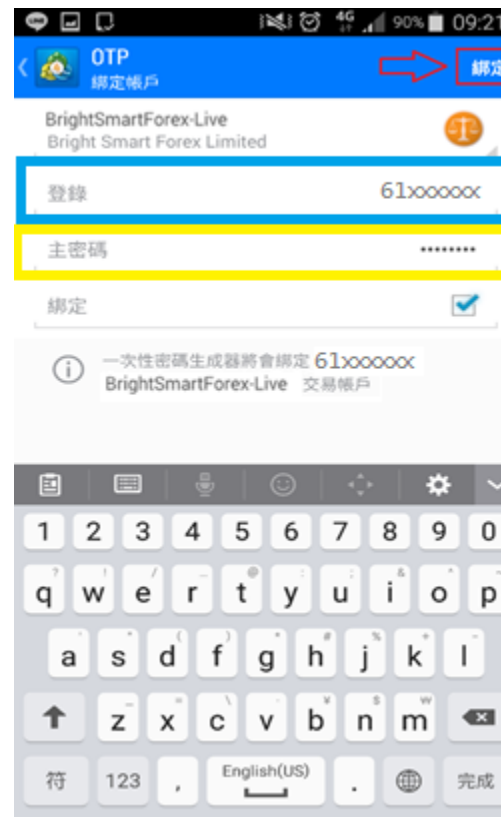 4G 90% 09:21
OTP
綁定帳戶
綁定
BrightSmartForex-Live
Bright Smart Forex Limited
登錄 61xxxxxx
主密碼 ••••••••
綁定
一次性密碼生成器將會綁定 61xxxxxx
BrightSmartForex-Live 交易帳戶
1 2 3 4 5 6 7 8 9 0
q w e r t y u i o p
a s d f g h j k l
z x c v b n m
符 123 , English(US) . 完成